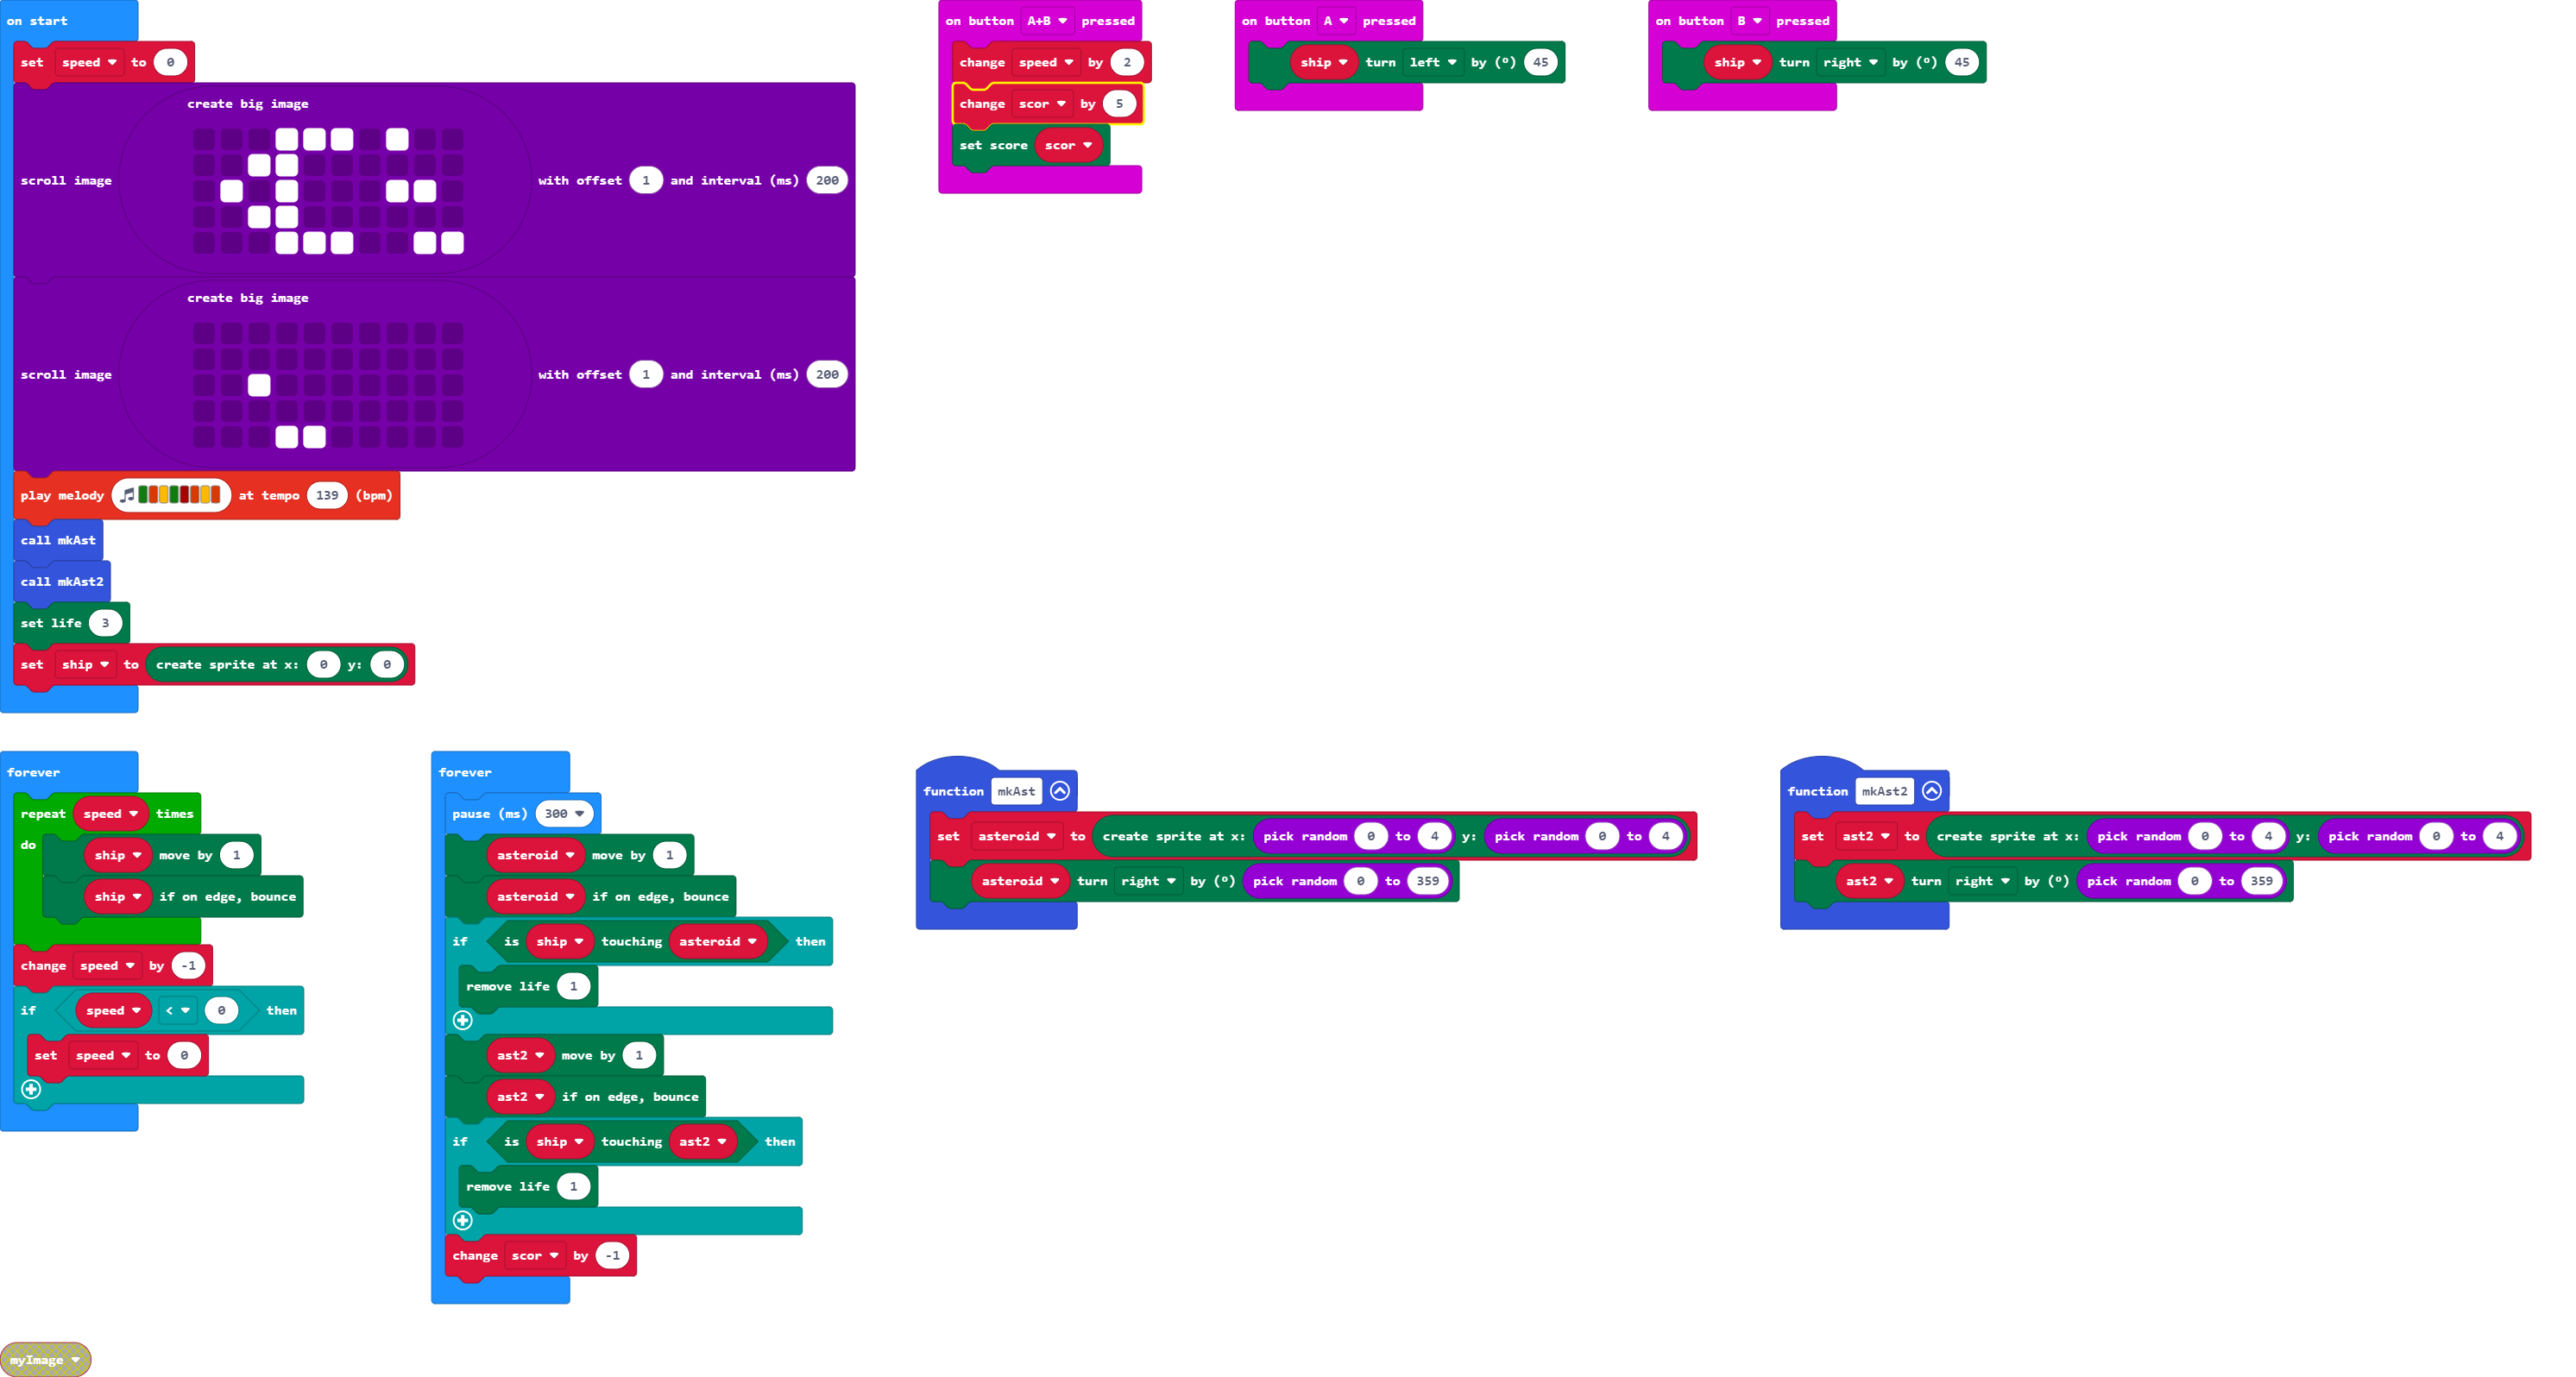 on start
set speed to 0
scroll image create big image with offset 1 and interval (ms) 200
scroll image create big image with offset 1 and interval (ms) 200
play melody at tempo 139 (bpm)
call mkAst
call mkAst2
set life 3
set ship to create sprite at x: 0 y: 0
on button A+B pressed
change speed by 2
change scor by 5
set score scor
on button A pressed
ship turn left by (°) 45
on button B pressed
ship turn right by (°) 45
forever
repeat speed times
do ship move by 1
ship if on edge, bounce
change speed by -1
if speed < 0 then
set speed to 0
forever
pause (ms) 300
asteroid move by 1
asteroid if on edge, bounce
if is ship touching asteroid then
remove life 1
ast2 move by 1
ast2 if on edge, bounce
if is ship touching ast2 then
remove life 1
change scor by -1
function mkAst
set asteroid to create sprite at x: pick random 0 to 4 y: pick random 0 to 4
asteroid turn right by (°) pick random 0 to 359
function mkAst2
set ast2 to create sprite at x: pick random 0 to 4 y: pick random 0 to 4
ast2 turn right by (°) pick random 0 to 359
myImage